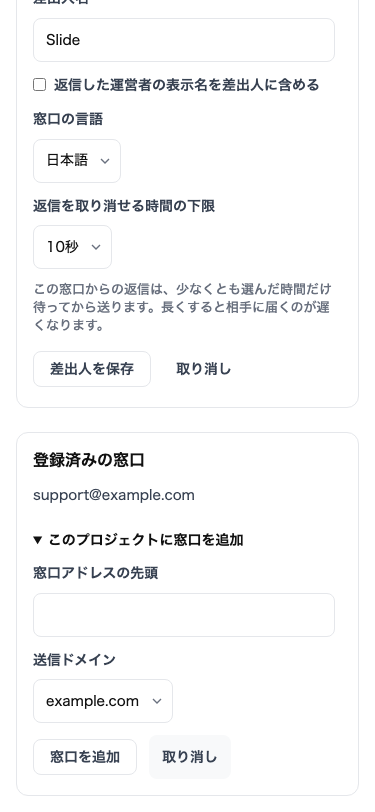 差出人名
Slide
返信した運営者の表示名を差出人に含める
窓口の言語
日本語
返信を取り消せる時間の下限
10秒
この窓口からの返信は、少なくとも選んだ時間だけ
待ってから送ります。長くすると相手に届くのが遅
くなります。
差出人を保存 取り消し
登録済みの窓口
support@example.com
▼ このプロジェクトに窓口を追加
窓口アドレスの先頭
送信ドメイン
example.com
窓口を追加 取り消し